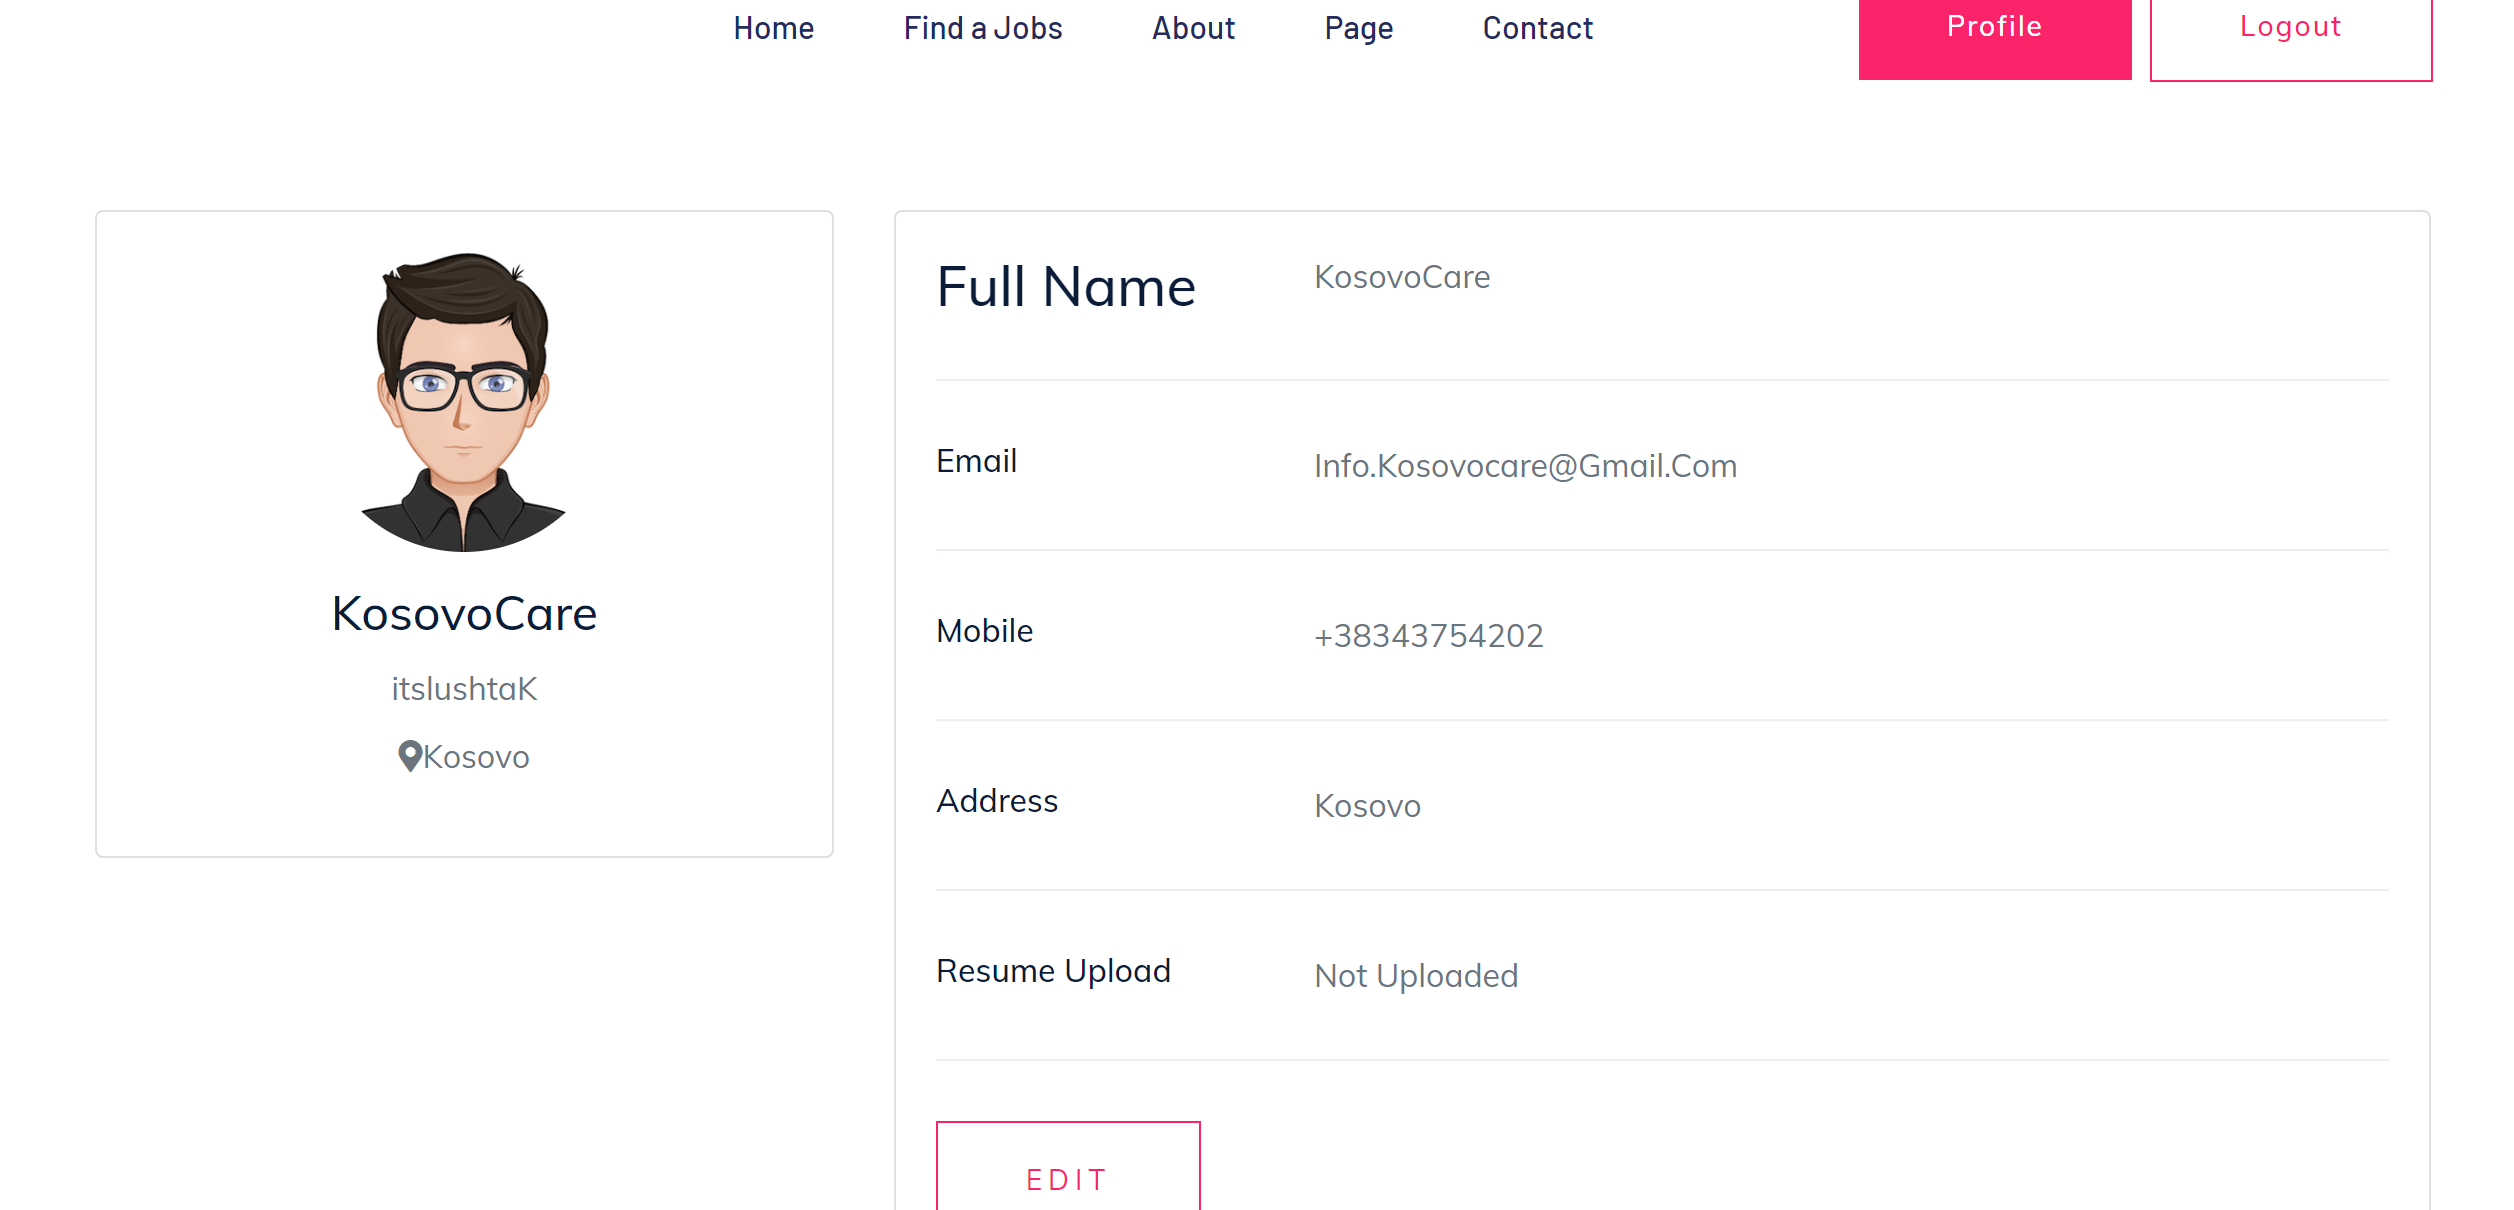 Home Find a Jobs About Page Contact Profile Logout
KosovoCare
itslushtaK
Kosovo
Full Name KosovoCare
Email Info.Kosovocare@Gmail.Com
Mobile +38343754202
Address Kosovo
Resume Upload Not Uploaded
EDIT